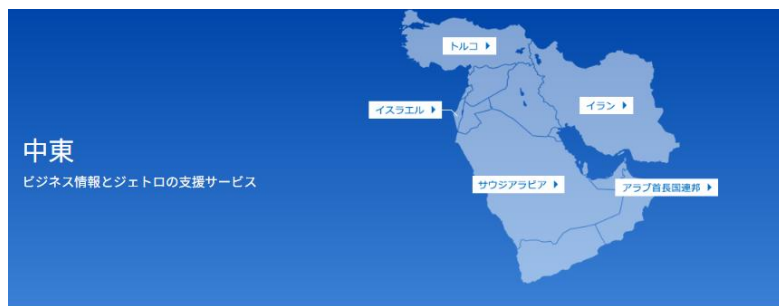 トルコ
イスラエル
イラン
中東
ビジネス情報とジェトロの支援サービス
サウジアラビア
アラブ首長国連邦